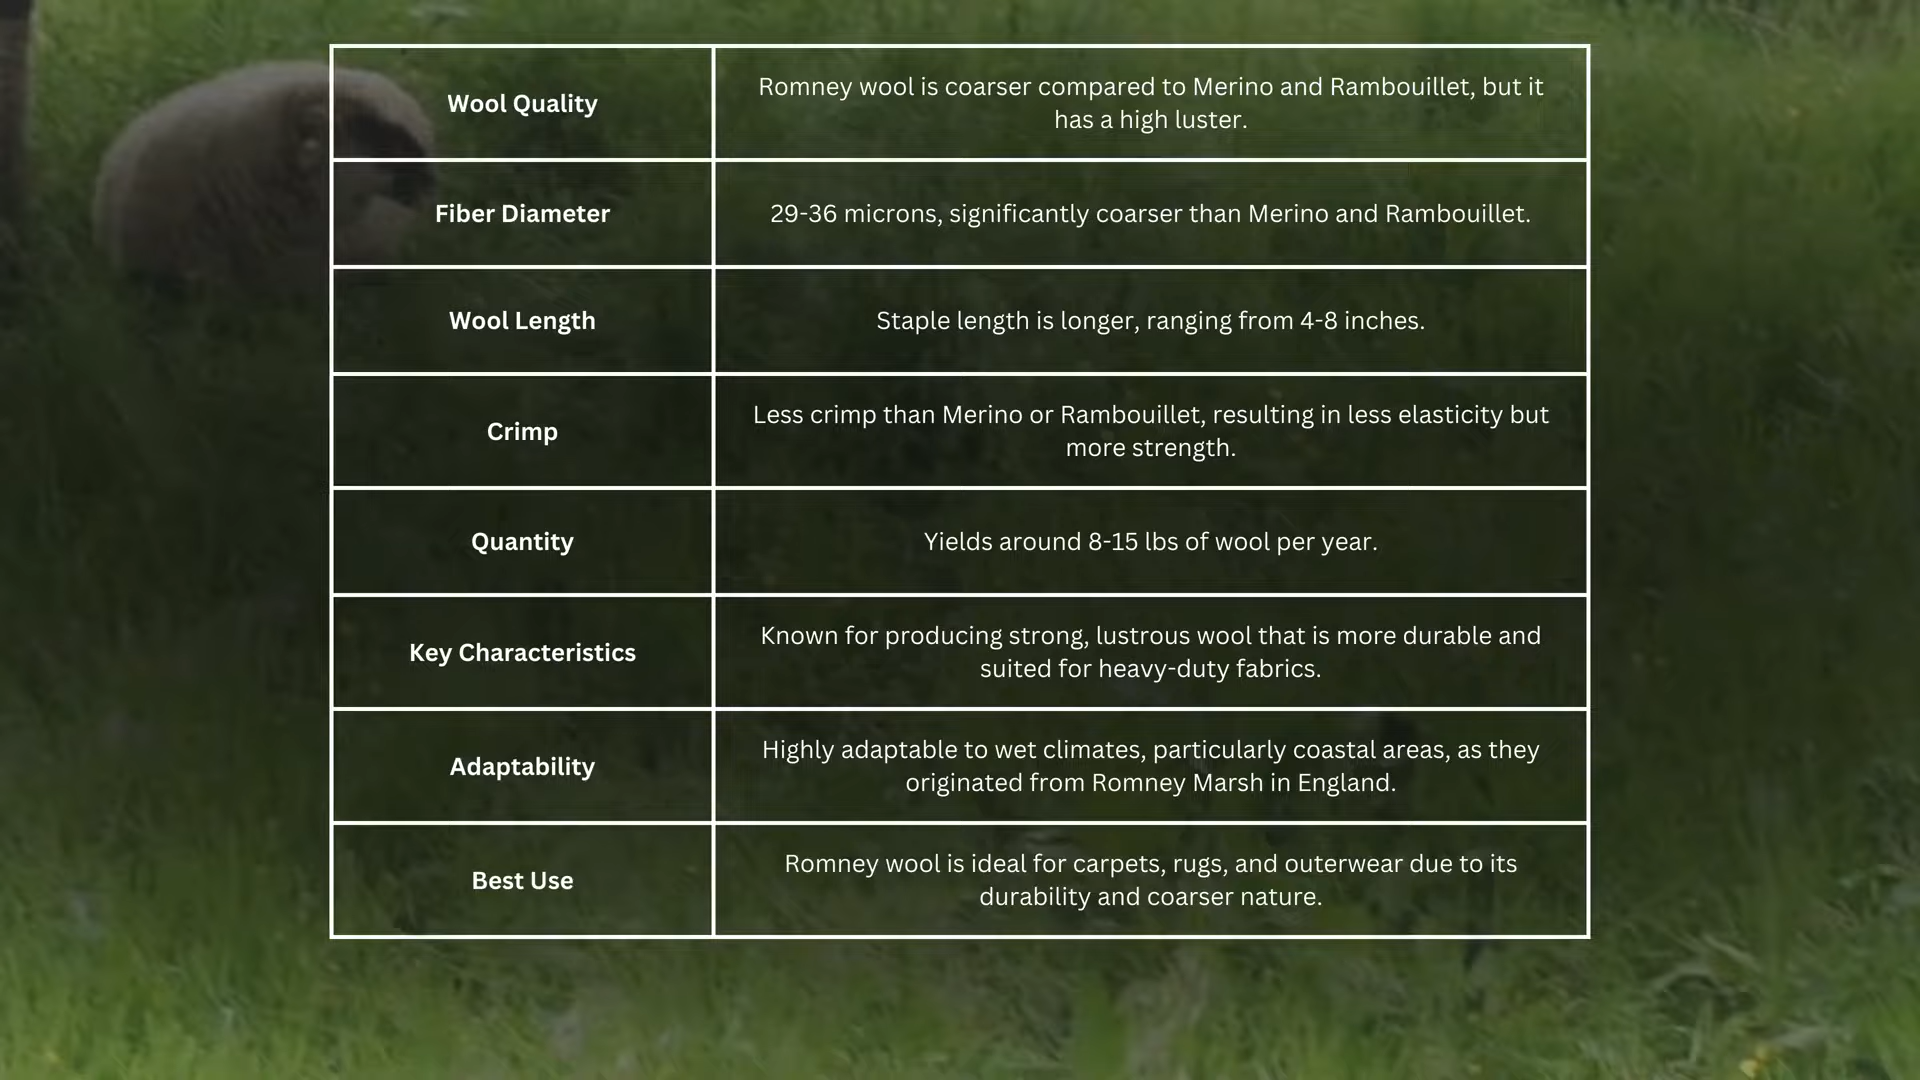 Wool Quality
Romney wool is coarser compared to Merino and Rambouillet, but it
has a high luster.
Fiber Diameter
29-36 microns, significantly coarser than Merino and Rambouillet.
Wool Length
Staple length is longer, ranging from 4-8 inches.
Crimp
Less crimp than Merino or Rambouillet, resulting in less elasticity but
more strength.
Quantity
Yields around 8-15 lbs of wool per year.
Key Characteristics
Known for producing strong, lustrous wool that is more durable and
suited for heavy-duty fabrics.
Adaptability
Highly adaptable to wet climates, particularly coastal areas, as they
originated from Romney Marsh in England.
Best Use
Romney wool is ideal for carpets, rugs, and outerwear due to its
durability and coarser nature.